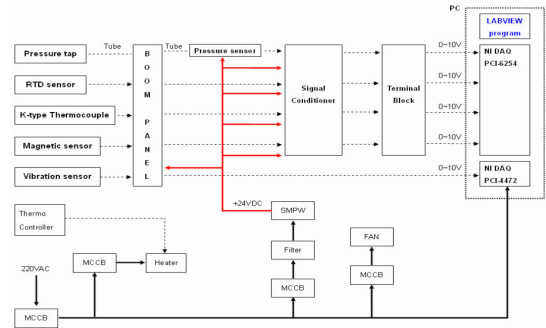 PC
LABVIEW
program
Pressure tap
Tube
Tube
Pressure sensor
0~10V
NI DAQ
PCI-6254
RTD sensor
0~10V
K-type Thermocouple
BOOM PANEL
Signal
Conditioner
Terminal
Block
0~10V
Magnetic sensor
0~10V
Vibration sensor
0~10V
NI DAQ
PCI-4472
+24VDC
Thermo
Controller
SMPW
FAN
Filter
220VAC
MCCB
Heater
MCCB
MCCB
MCCB